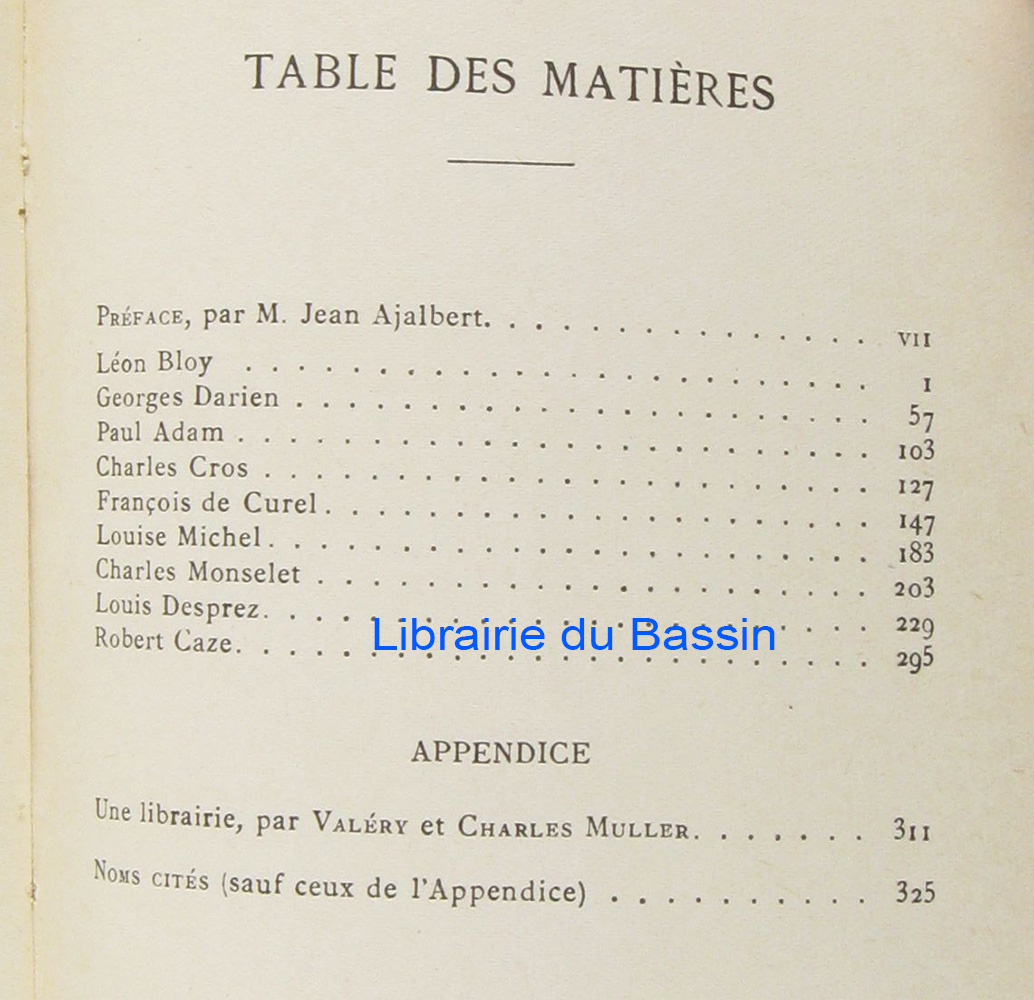 TABLE DES MATIÈRES
PRÉFACE, par M. Jean Ajalbert. . . . . . . . . . . . . . . VII
Léon Bloy . . . . . . . . . . . . . . . . . . . . . . . . 1
Georges Darien . . . . . . . . . . . . . . . . . . . . . . 57
Paul Adam . . . . . . . . . . . . . . . . . . . . . . . . 103
Charles Cros . . . . . . . . . . . . . . . . . . . . . . . 127
François de Curel. . . . . . . . . . . . . . . . . . . . . 147
Louise Michel. . . . . . . . . . . . . . . . . . . . . . . 183
Charles Monselet . . . . . . . . . . . . . . . . . . . . . 203
Louis Desprez. . . . . . . . . . . . . . . . . . . . . . . 229
Robert Caze. . . . . . . . . . . . . . . . . . . . . . . . 295
Librairie du Bassin
APPENDICE
Une librairie, par VALÉRY et CHARLES MULLER. . . . . . . 311
NOMS CITÉS (sauf ceux de l'Appendice) . . . . . . . . . . 325